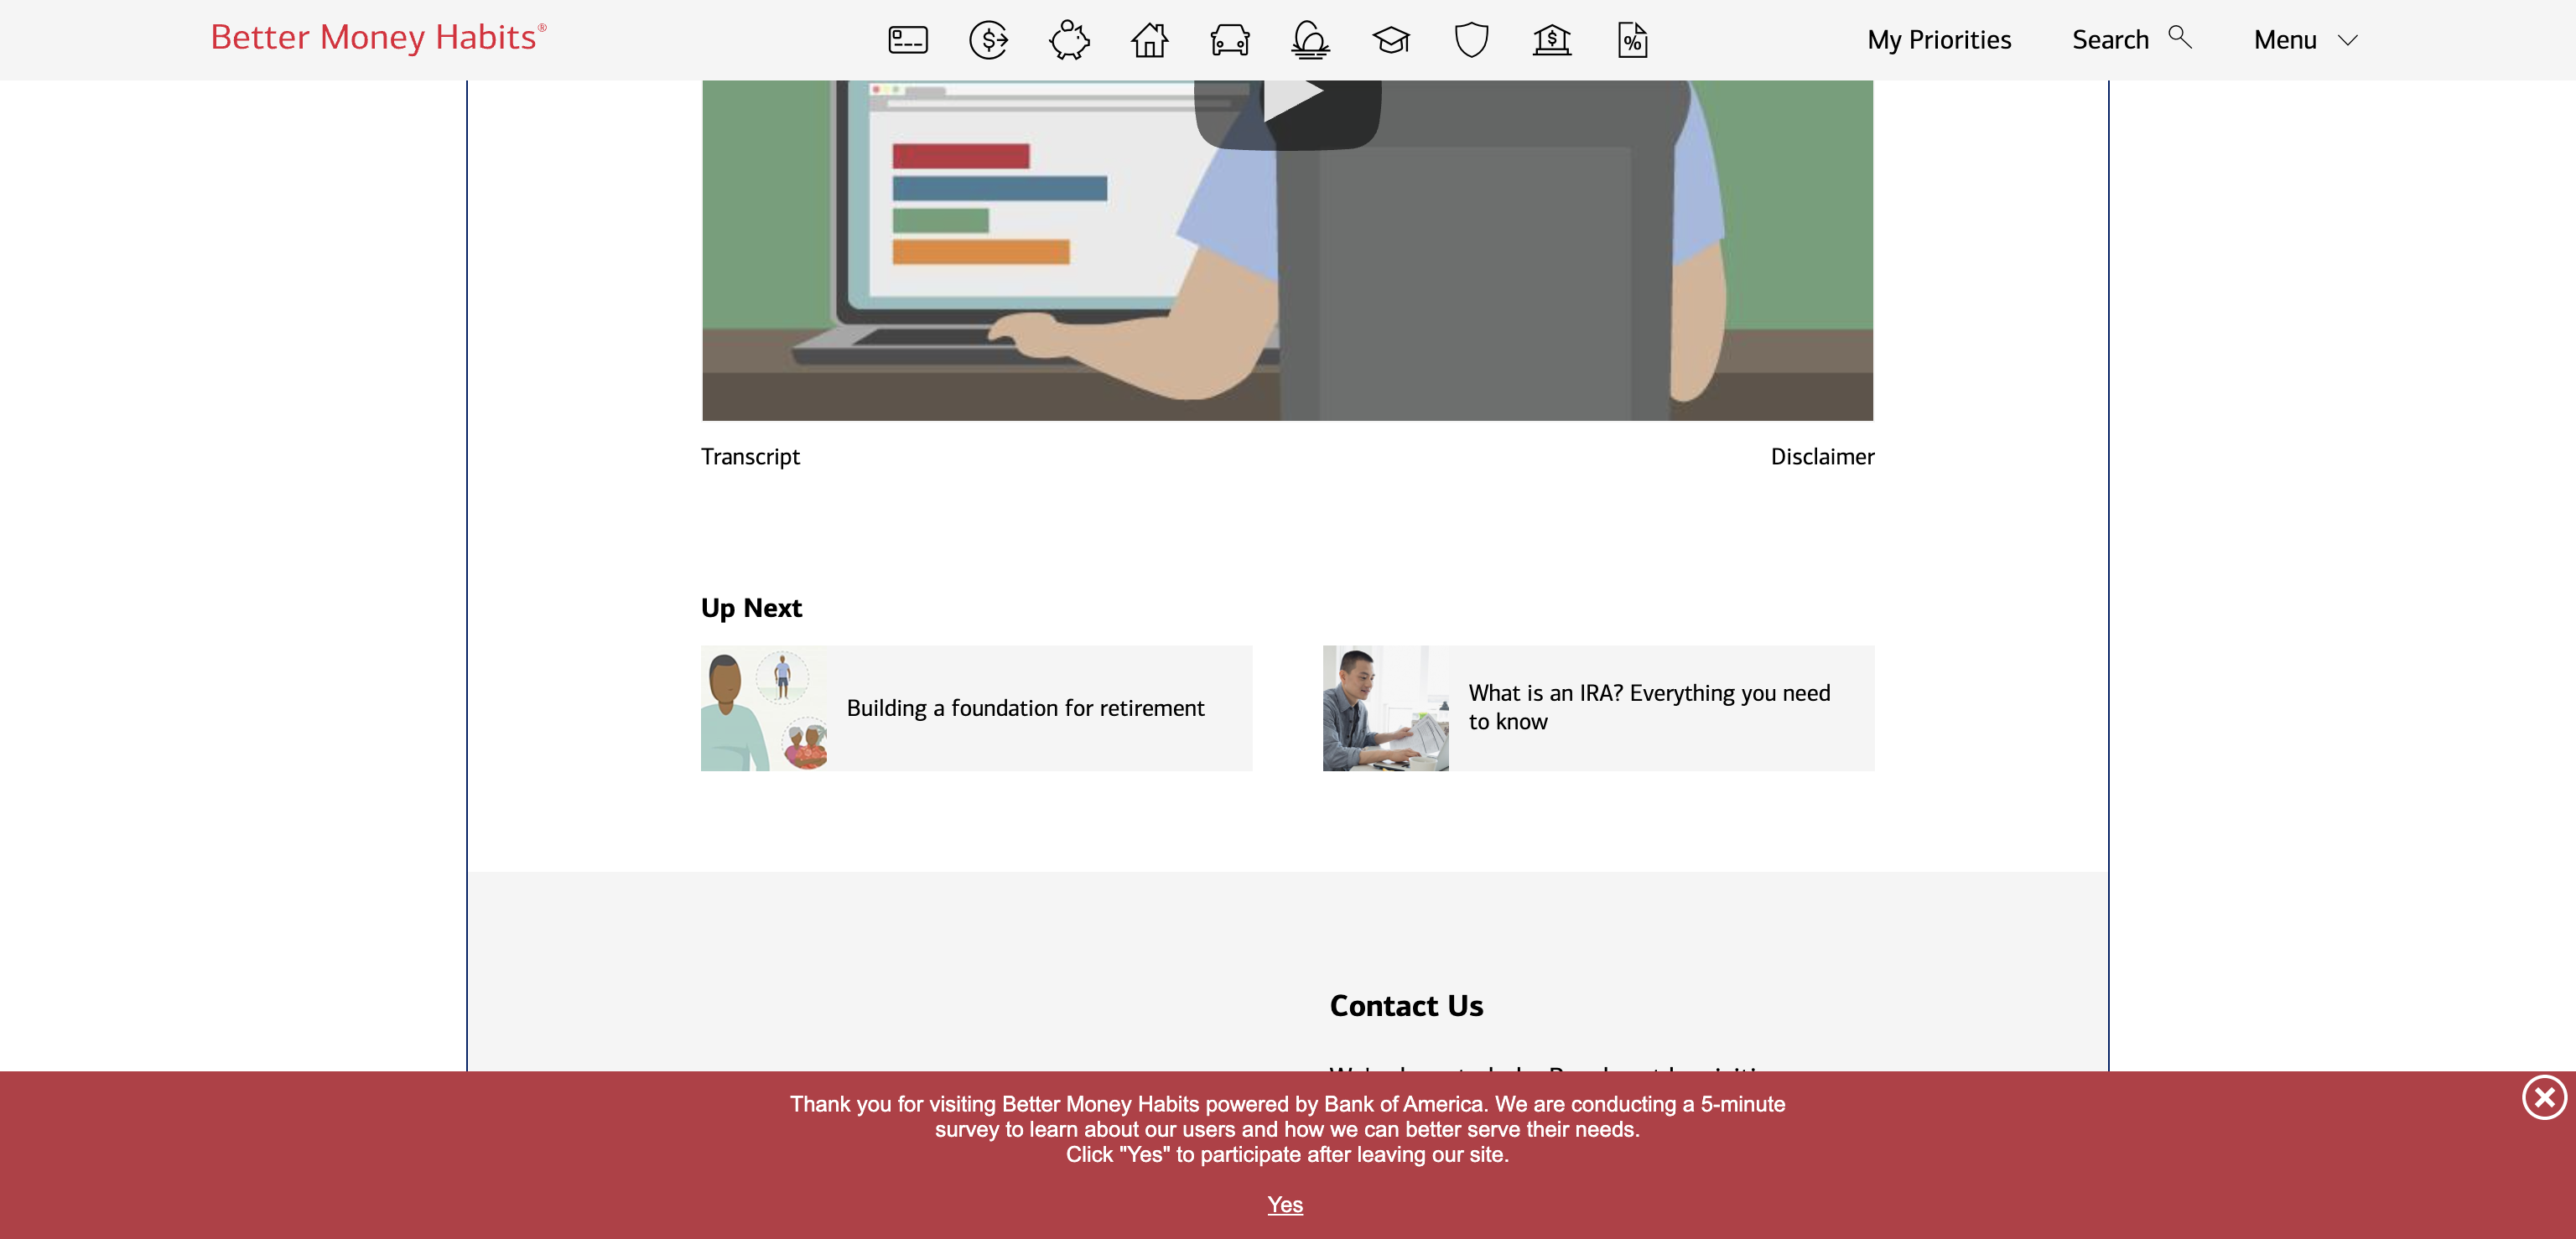 Better Money Habits®
My Priorities
Search
Menu
Transcript
Disclaimer
Up Next
Building a foundation for retirement
What is an IRA? Everything you need
to know
Contact Us
Thank you for visiting Better Money Habits powered by Bank of America. We are conducting a 5-minute
survey to learn about our users and how we can better serve their needs.
Click "Yes" to participate after leaving our site.
Yes